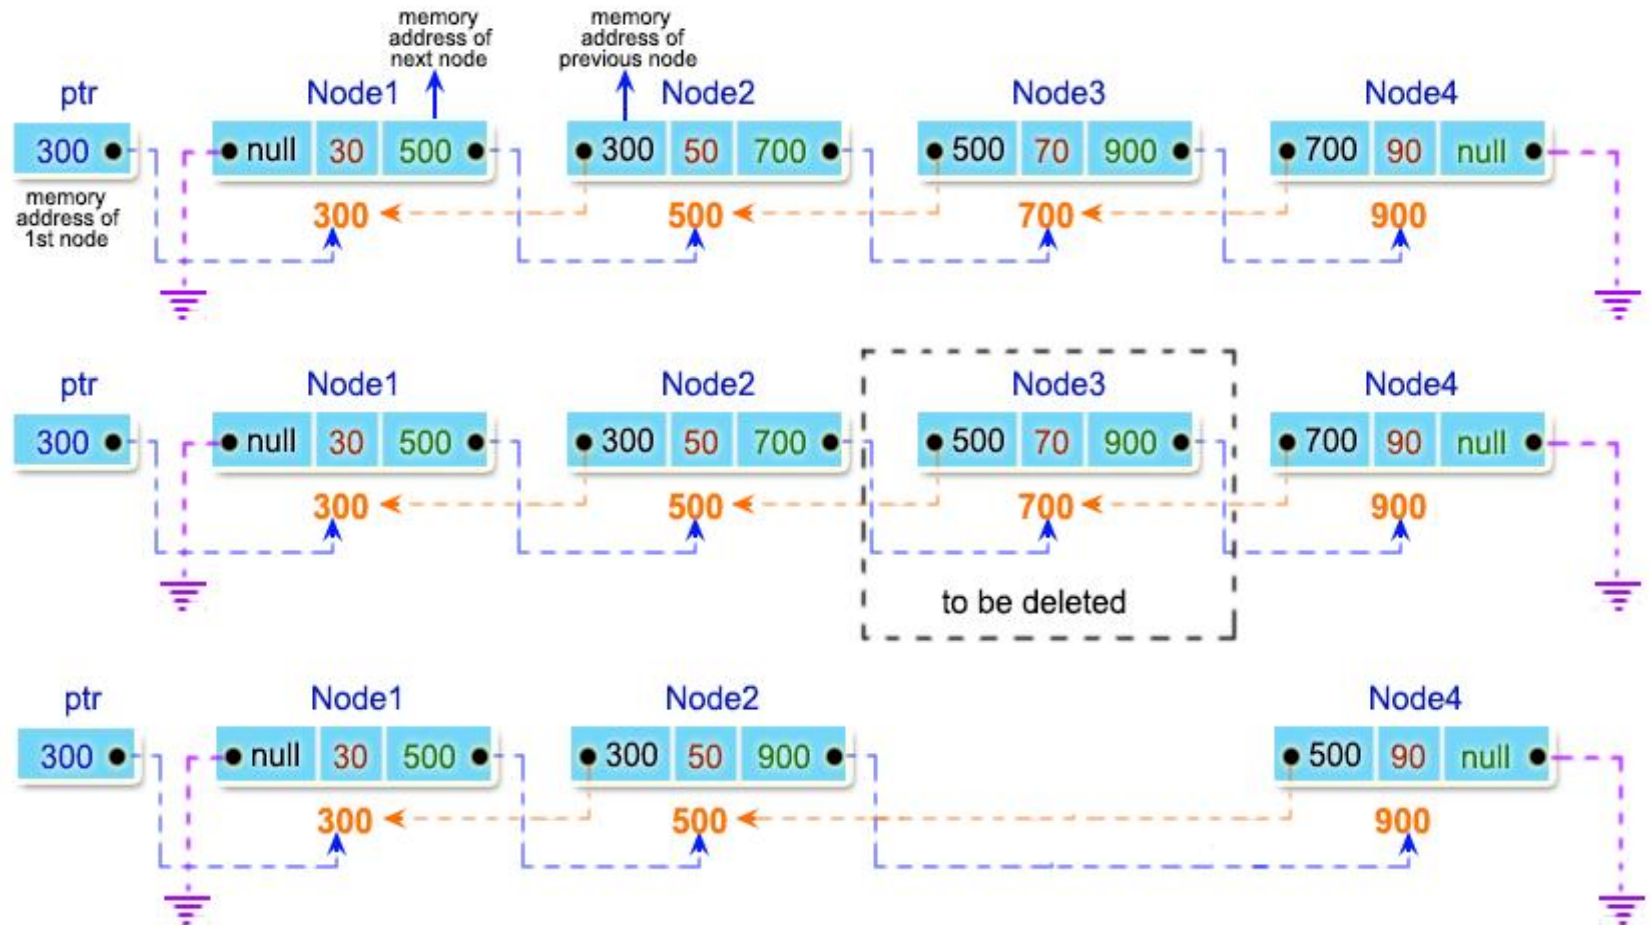 memory
address of
next node
memory
address of
previous node
ptr
Node1
Node2
Node3
Node4
300
null 30 500
300 50 700
500 70 900
700 90 null
memory
address of
1st node
300
500
700
900
ptr
Node1
Node2
Node3
Node4
300
null 30 500
300 50 700
500 70 900
700 90 null
300
500
700
900
to be deleted
ptr
Node1
Node2
Node4
300
null 30 500
300 50 900
500 90 null
300
500
900